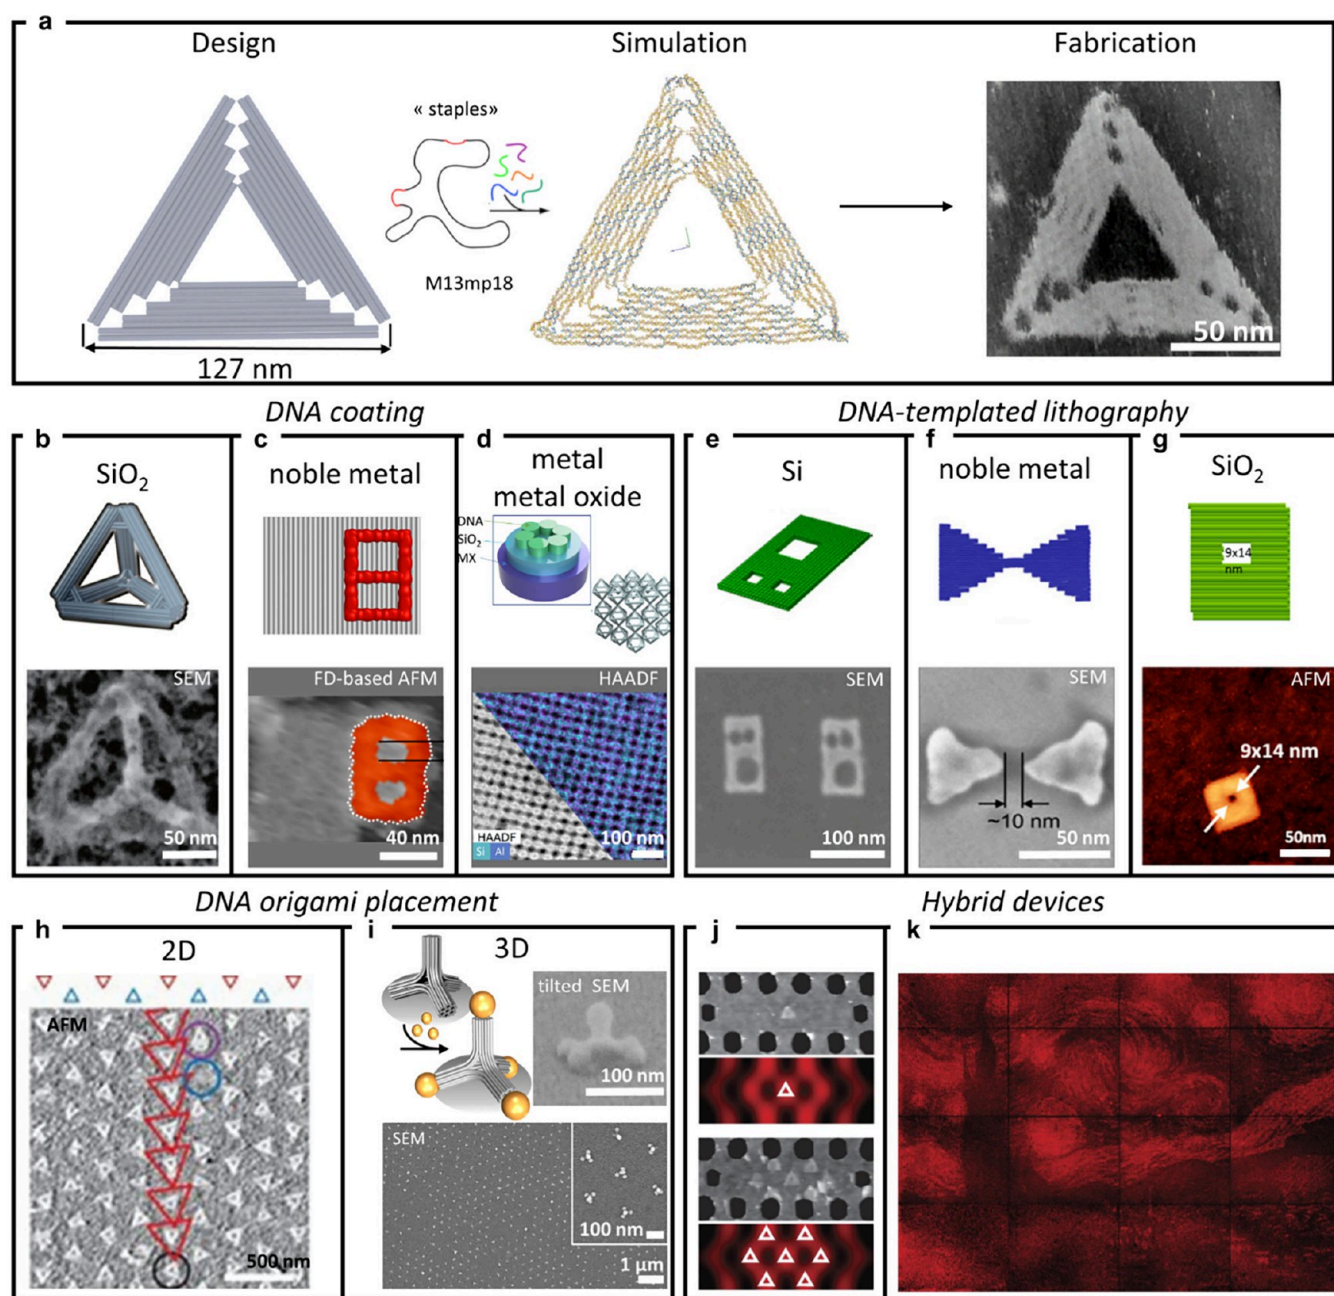 a
Design
Simulation
Fabrication
« staples»
M13mp18
127 nm
50 nm
DNA coating
DNA-templated lithography
b
SiO₂
SEM
50 nm
c
noble metal
FD-based AFM
40 nm
d
metal
metal oxide
DNA
SiO₂
MX
HAADF
HAADF
Si Al
100 nm
e
Si
SEM
100 nm
f
noble metal
SEM
~10 nm
50 nm
g
SiO₂
9x14
nm
AFM
9x14 nm
50nm
DNA origami placement
Hybrid devices
h
2D
AFM
500 nm
i
3D
tilted SEM
100 nm
SEM
100 nm
1 μm
j
k